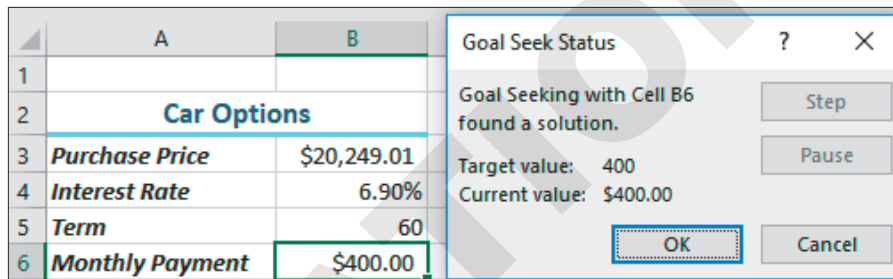 A B
1
2 Car Options
3 Purchase Price $20,249.01
4 Interest Rate 6.90%
5 Term 60
6 Monthly Payment $400.00
Goal Seek Status ? ×
Goal Seeking with Cell B6
found a solution.
Step
Target value: 400
Pause
Current value: $400.00
OK Cancel